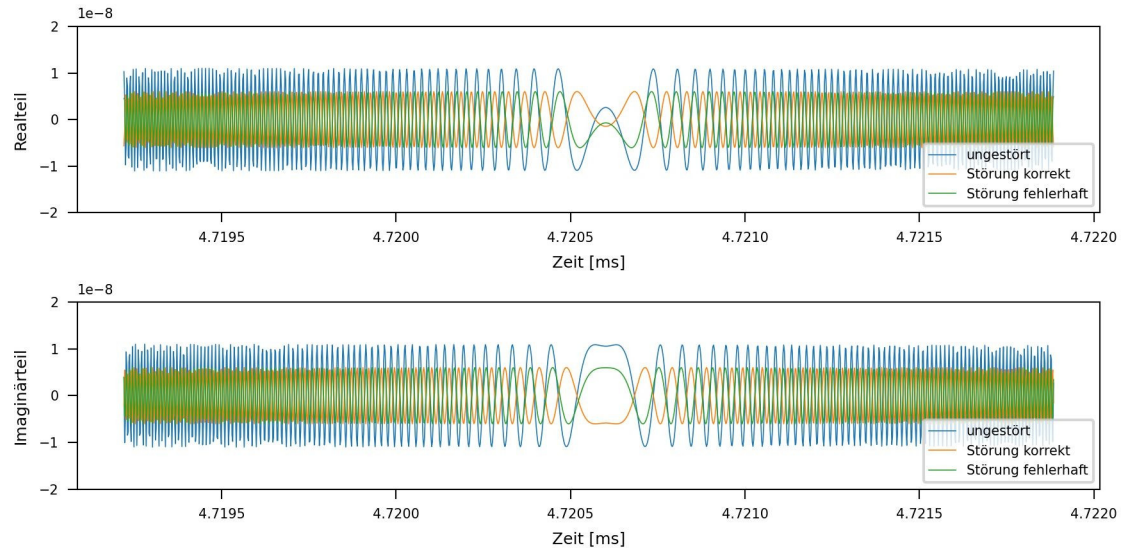 1e−8
2
1
0
−1
−2
Realteil
ungestört
Störung korrekt
Störung fehlerhaft
4.7195 4.7200 4.7205 4.7210 4.7215 4.7220
Zeit [ms]
1e−8
2
1
0
−1
−2
Imaginärteil
ungestört
Störung korrekt
Störung fehlerhaft
4.7195 4.7200 4.7205 4.7210 4.7215 4.7220
Zeit [ms]